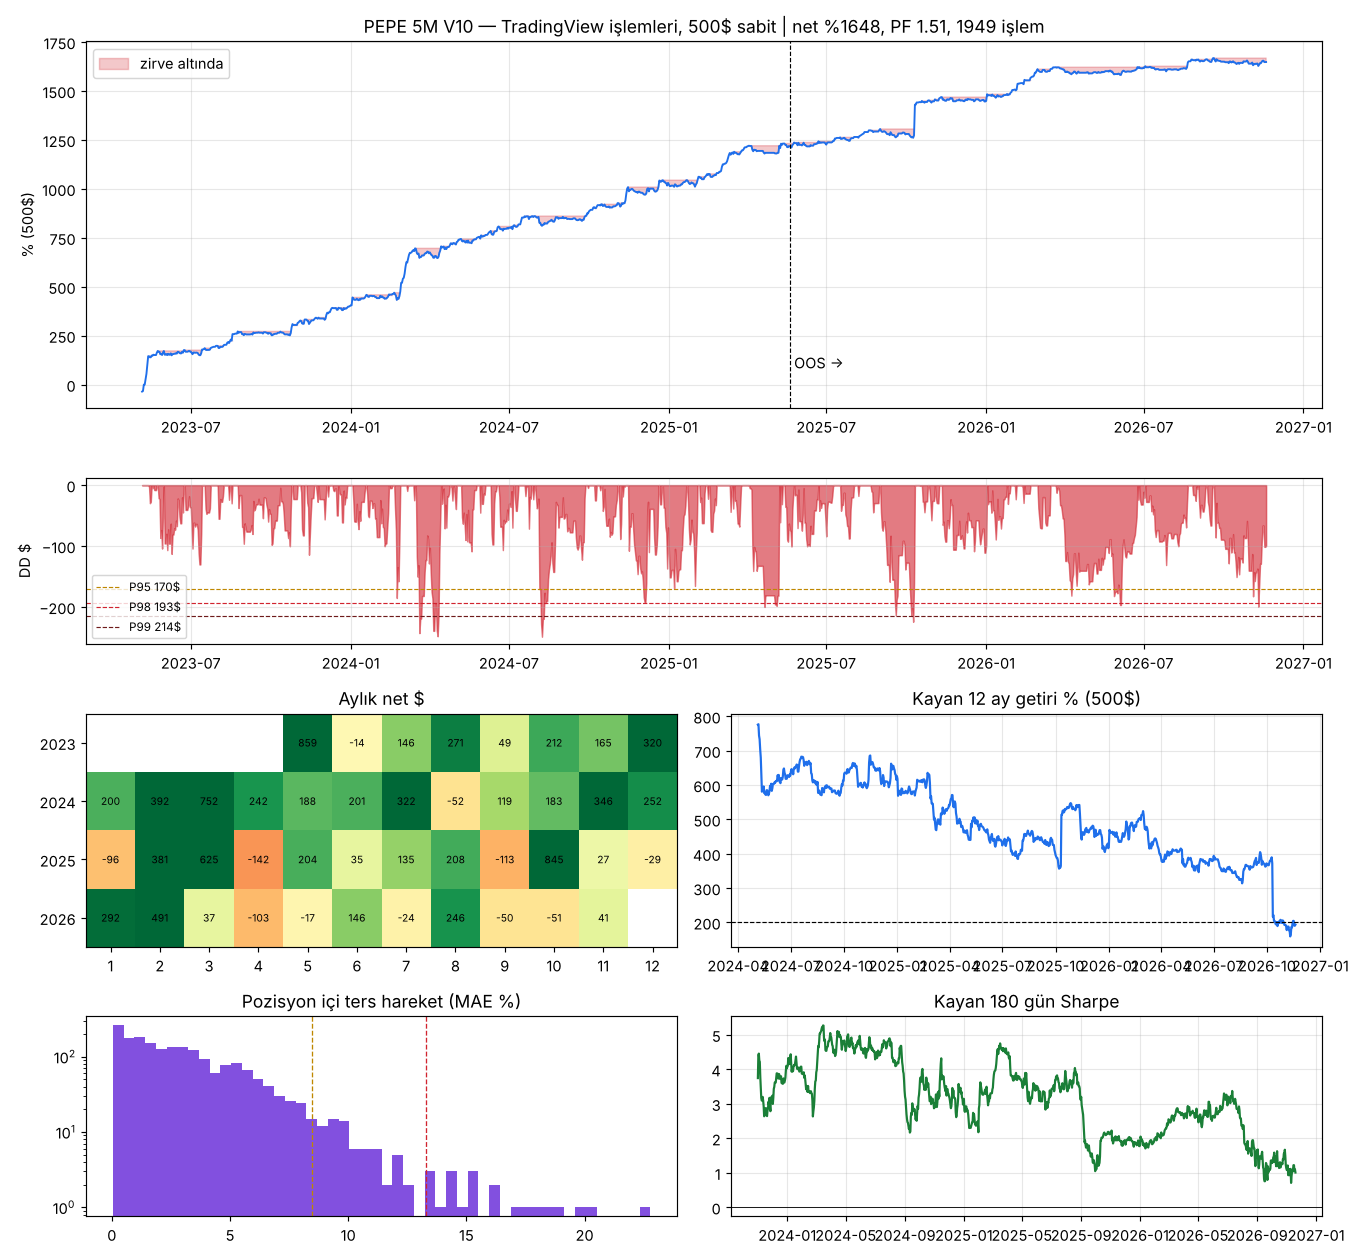 PEPE 5M V10 — TradingView işlemleri, 500$ sabit | net %1648, PF 1.51, 1949 işlem
1750
1500
1250
1000
750
500
250
0
% (500$)
zirve altında
OOS →
2023-07 2024-01 2024-07 2025-01 2025-07 2026-01 2026-07 2027-01
0
−100
−200
DD $
P95 170$
P98 193$
P99 214$
2023-07 2024-01 2024-07 2025-01 2025-07 2026-01 2026-07 2027-01
Aylık net $
2023 859 -14 146 271 49 212 165 320
2024 200 392 752 242 188 201 322 -52 119 183 346 252
2025 -96 381 625 -142 204 35 135 208 -113 845 27 -29
2026 292 491 37 -103 -17 146 -24 246 -50 -51 41
1 2 3 4 5 6 7 8 9 10 11 12
Kayan 12 ay getiri % (500$)
800
700
600
500
400
300
200
2024-04 2024-07 2024-10 2025-01 2025-04 2025-07 2025-10 2026-01 2026-04 2026-07 2026-10 2027-01
Pozisyon içi ters hareket (MAE %)
10²
10¹
10⁰
0 5 10 15 20
Kayan 180 gün Sharpe
5
4
3
2
1
0
2024-01 2024-05 2024-09 2025-01 2025-05 2025-09 2026-01 2026-05 2026-09 2027-01